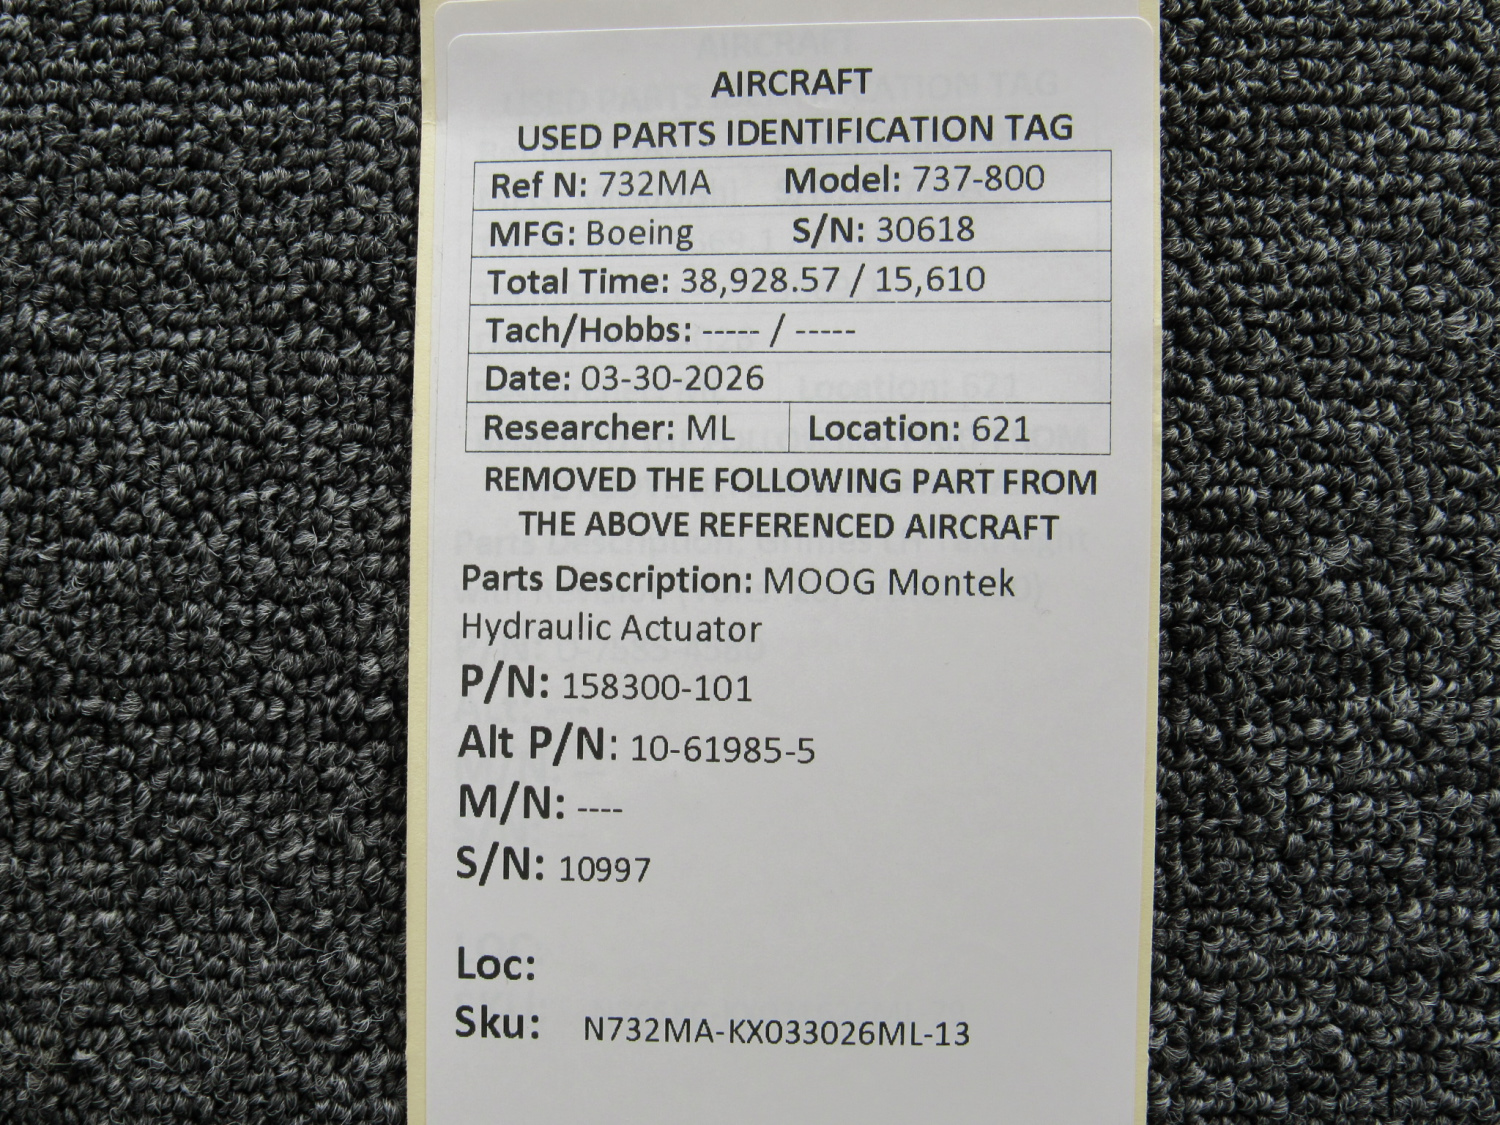 AIRCRAFT
USED PARTS IDENTIFICATION TAG
Ref N: 732MA Model: 737-800
MFG: Boeing S/N: 30618
Total Time: 38,928.57 / 15,610
Tach/Hobbs: ----- / -----
Date: 03-30-2026
Researcher: ML Location: 621
REMOVED THE FOLLOWING PART FROM
THE ABOVE REFERENCED AIRCRAFT
Parts Description: MOOG Montek
Hydraulic Actuator
P/N: 158300-101
Alt P/N: 10-61985-5
M/N: ----
S/N: 10997
Loc:
Sku: N732MA-KX033026ML-13